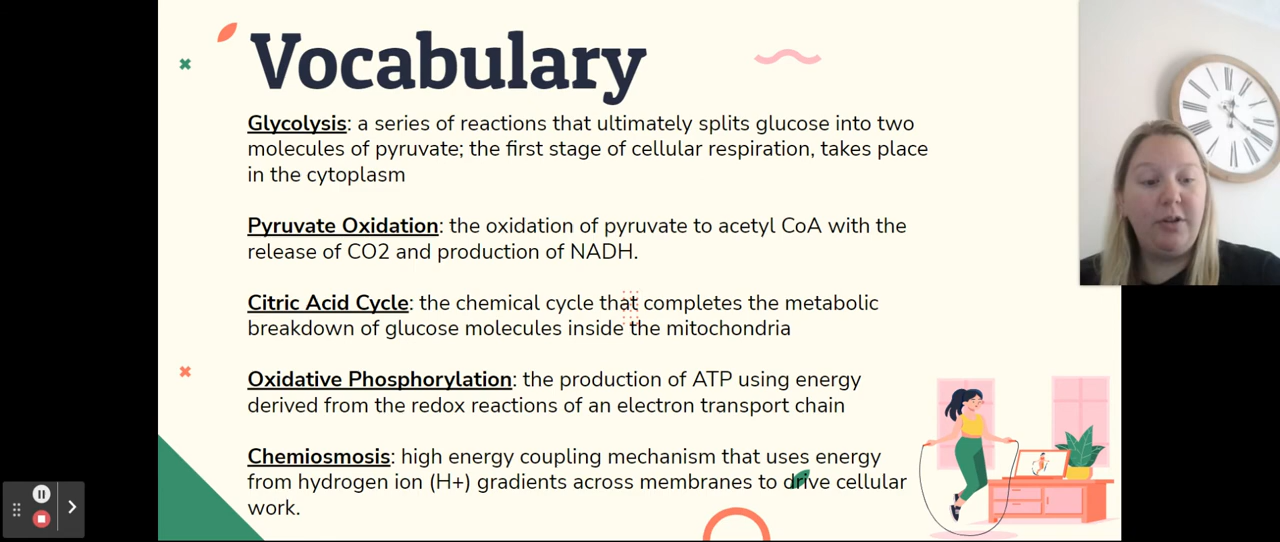 Vocabulary
Glycolysis: a series of reactions that ultimately splits glucose into two
molecules of pyruvate; the first stage of cellular respiration, takes place
in the cytoplasm
Pyruvate Oxidation: the oxidation of pyruvate to acetyl CoA with the
release of CO2 and production of NADH.
Citric Acid Cycle: the chemical cycle that completes the metabolic
breakdown of glucose molecules inside the mitochondria
Oxidative Phosphorylation: the production of ATP using energy
derived from the redox reactions of an electron transport chain
Chemiosmosis: high energy coupling mechanism that uses energy
from hydrogen ion (H+) gradients across membranes to drive cellular
work.